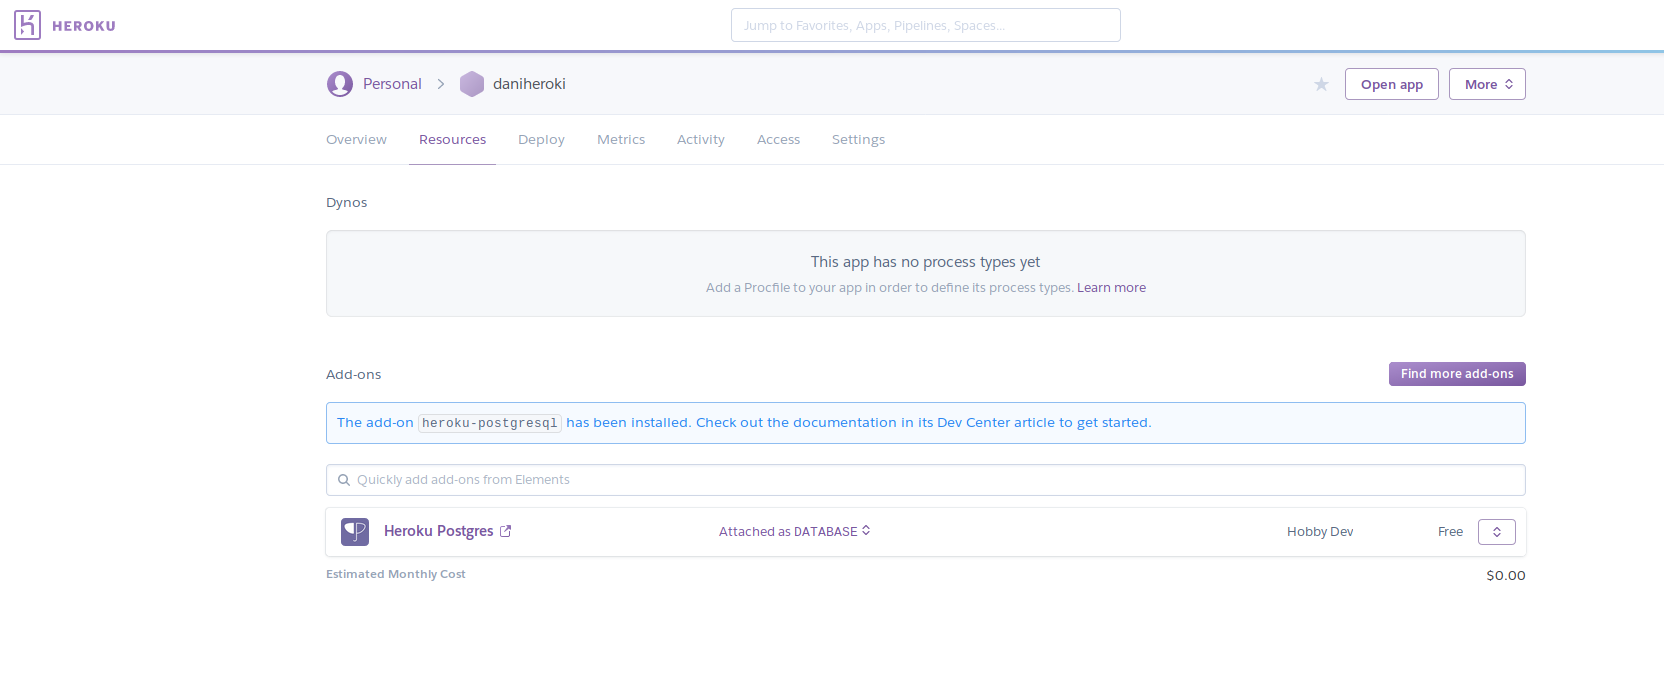 HEROKU
Jump to Favorites, Apps, Pipelines, Spaces...
Personal > daniheroki
Open app
More
Overview Resources Deploy Metrics Activity Access Settings
Dynos
This app has no process types yet
Add a Procfile to your app in order to define its process types. Learn more
Add-ons
Find more add-ons
The add-on heroku-postgresql has been installed. Check out the documentation in its Dev Center article to get started.
Quickly add add-ons from Elements
Heroku Postgres Attached as DATABASE Hobby Dev Free
Estimated Monthly Cost $0.00